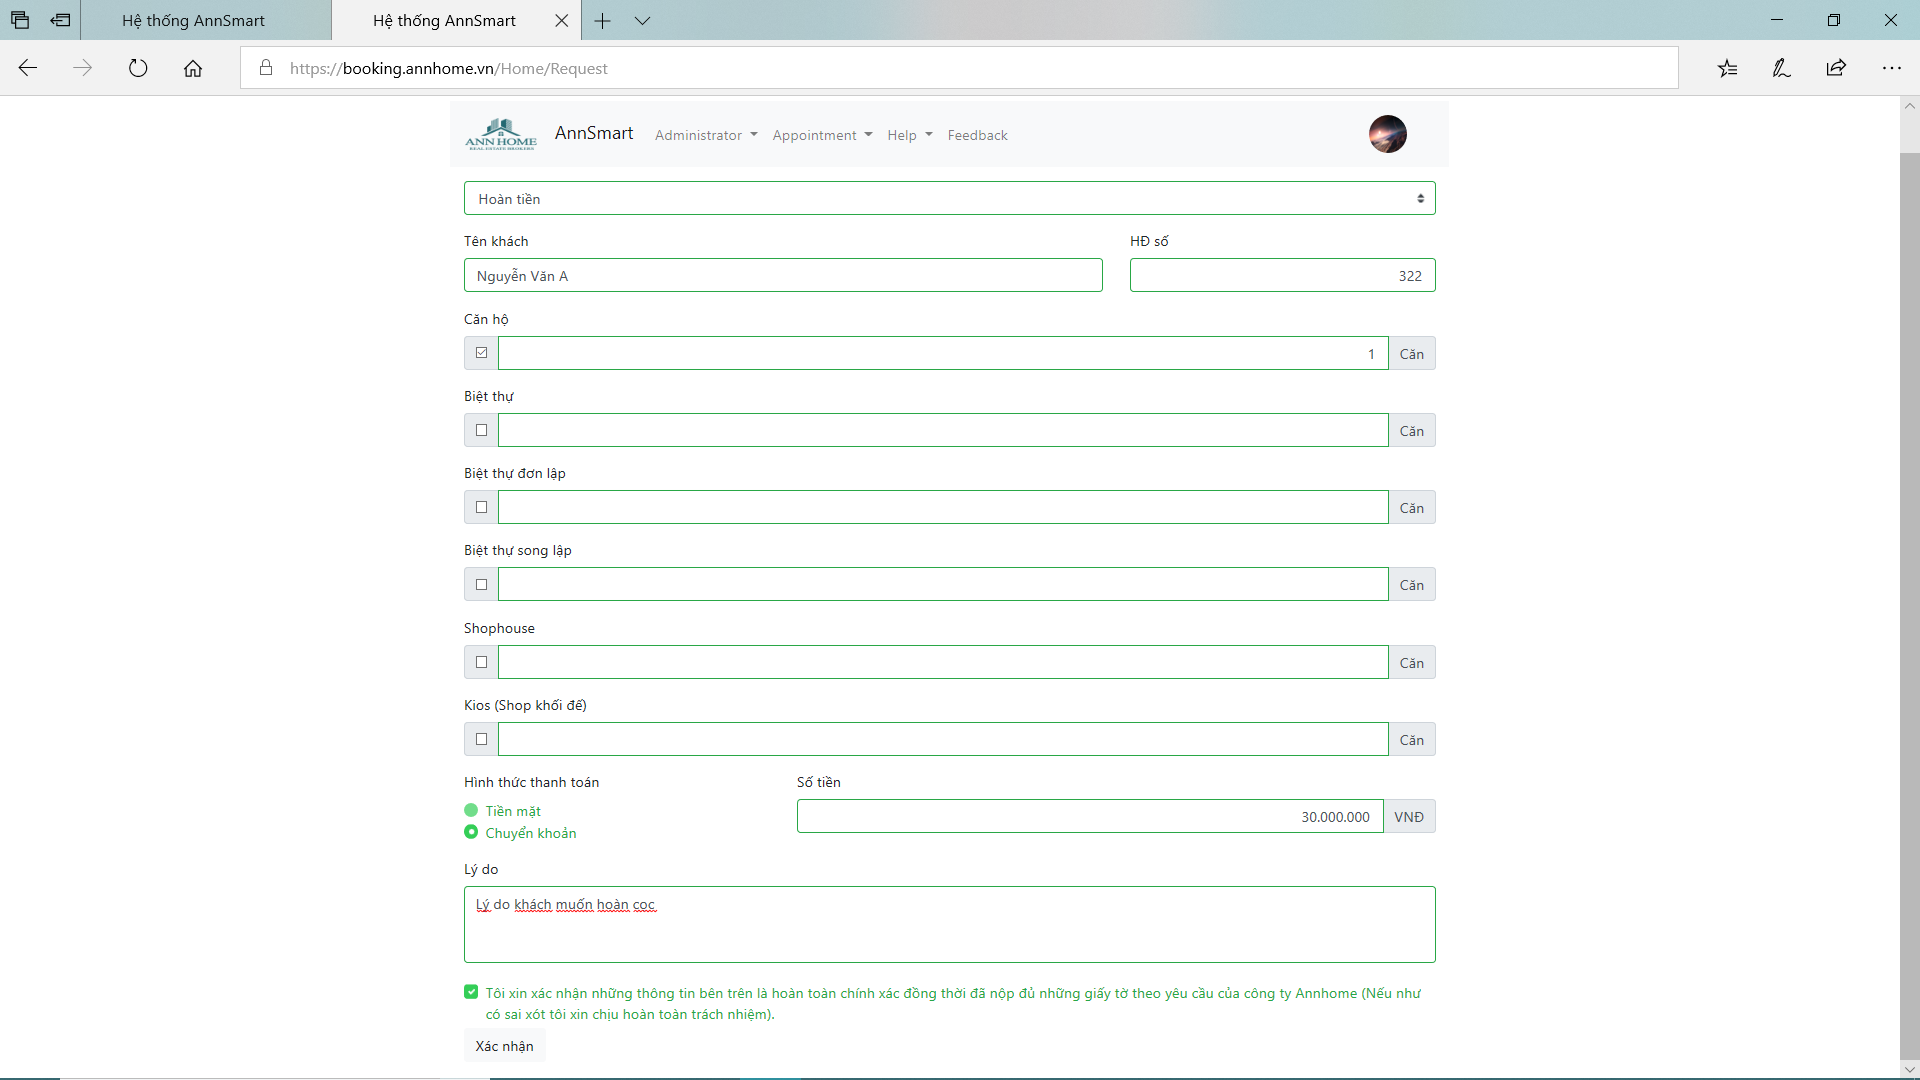 Hệ thống AnnSmart
Hệ thống AnnSmart
https://booking.annhome.vn/Home/Request
ANN HOME
REAL ESTATE BROKERS
AnnSmart
Administrator
Appointment
Help
Feedback
Hoàn tiền
Tên khách
HĐ số
Nguyễn Văn A
322
Căn hộ
1
Căn
Biệt thự
Căn
Biệt thự đơn lập
Căn
Biệt thự song lập
Căn
Shophouse
Căn
Kios (Shop khối đế)
Căn
Hình thức thanh toán
Số tiền
Tiền mặt
30.000.000
VNĐ
Chuyển khoản
Lý do
Lý do khách muốn hoàn cọc
Tôi xin xác nhận những thông tin bên trên là hoàn toàn chính xác đồng thời đã nộp đủ những giấy tờ theo yêu cầu của công ty Annhome (Nếu như
có sai xót tôi xin chịu hoàn toàn trách nhiệm).
Xác nhận